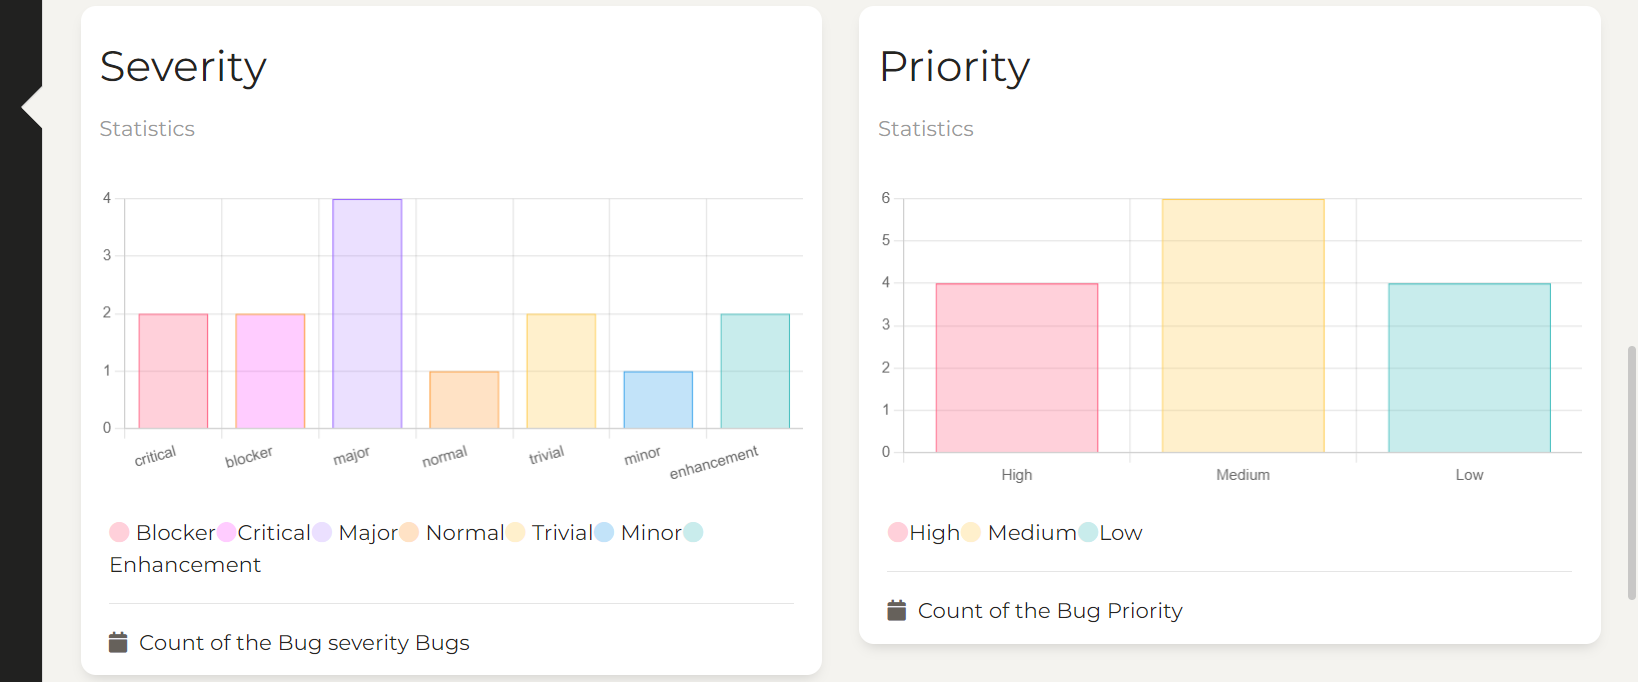 Severity
Statistics
4
3
2
1
0
critical
blocker
major
normal
trivial
minor
enhancement
Blocker Critical Major Normal Trivial Minor
Enhancement
Count of the Bug severity Bugs
Priority
Statistics
6
5
4
3
2
1
0
High
Medium
Low
High Medium Low
Count of the Bug Priority